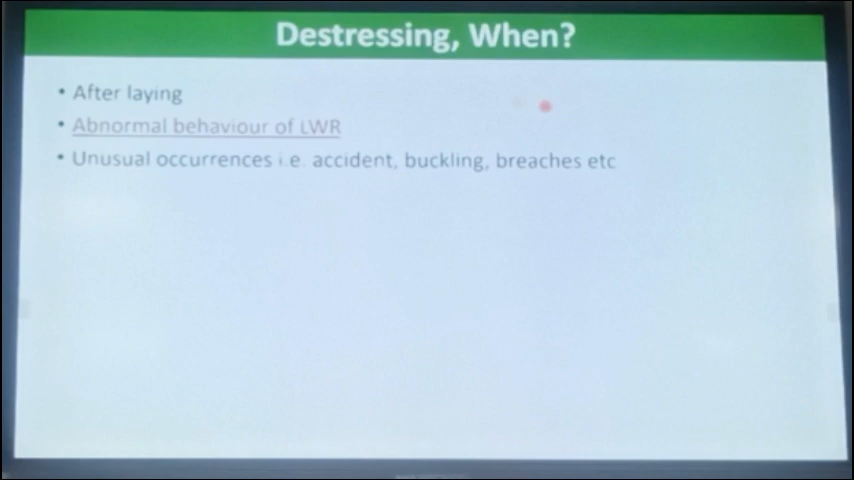 Destressing, When?
• After laying
• Abnormal behaviour of LWR
• Unusual occurrences i.e. accident, buckling, breaches etc